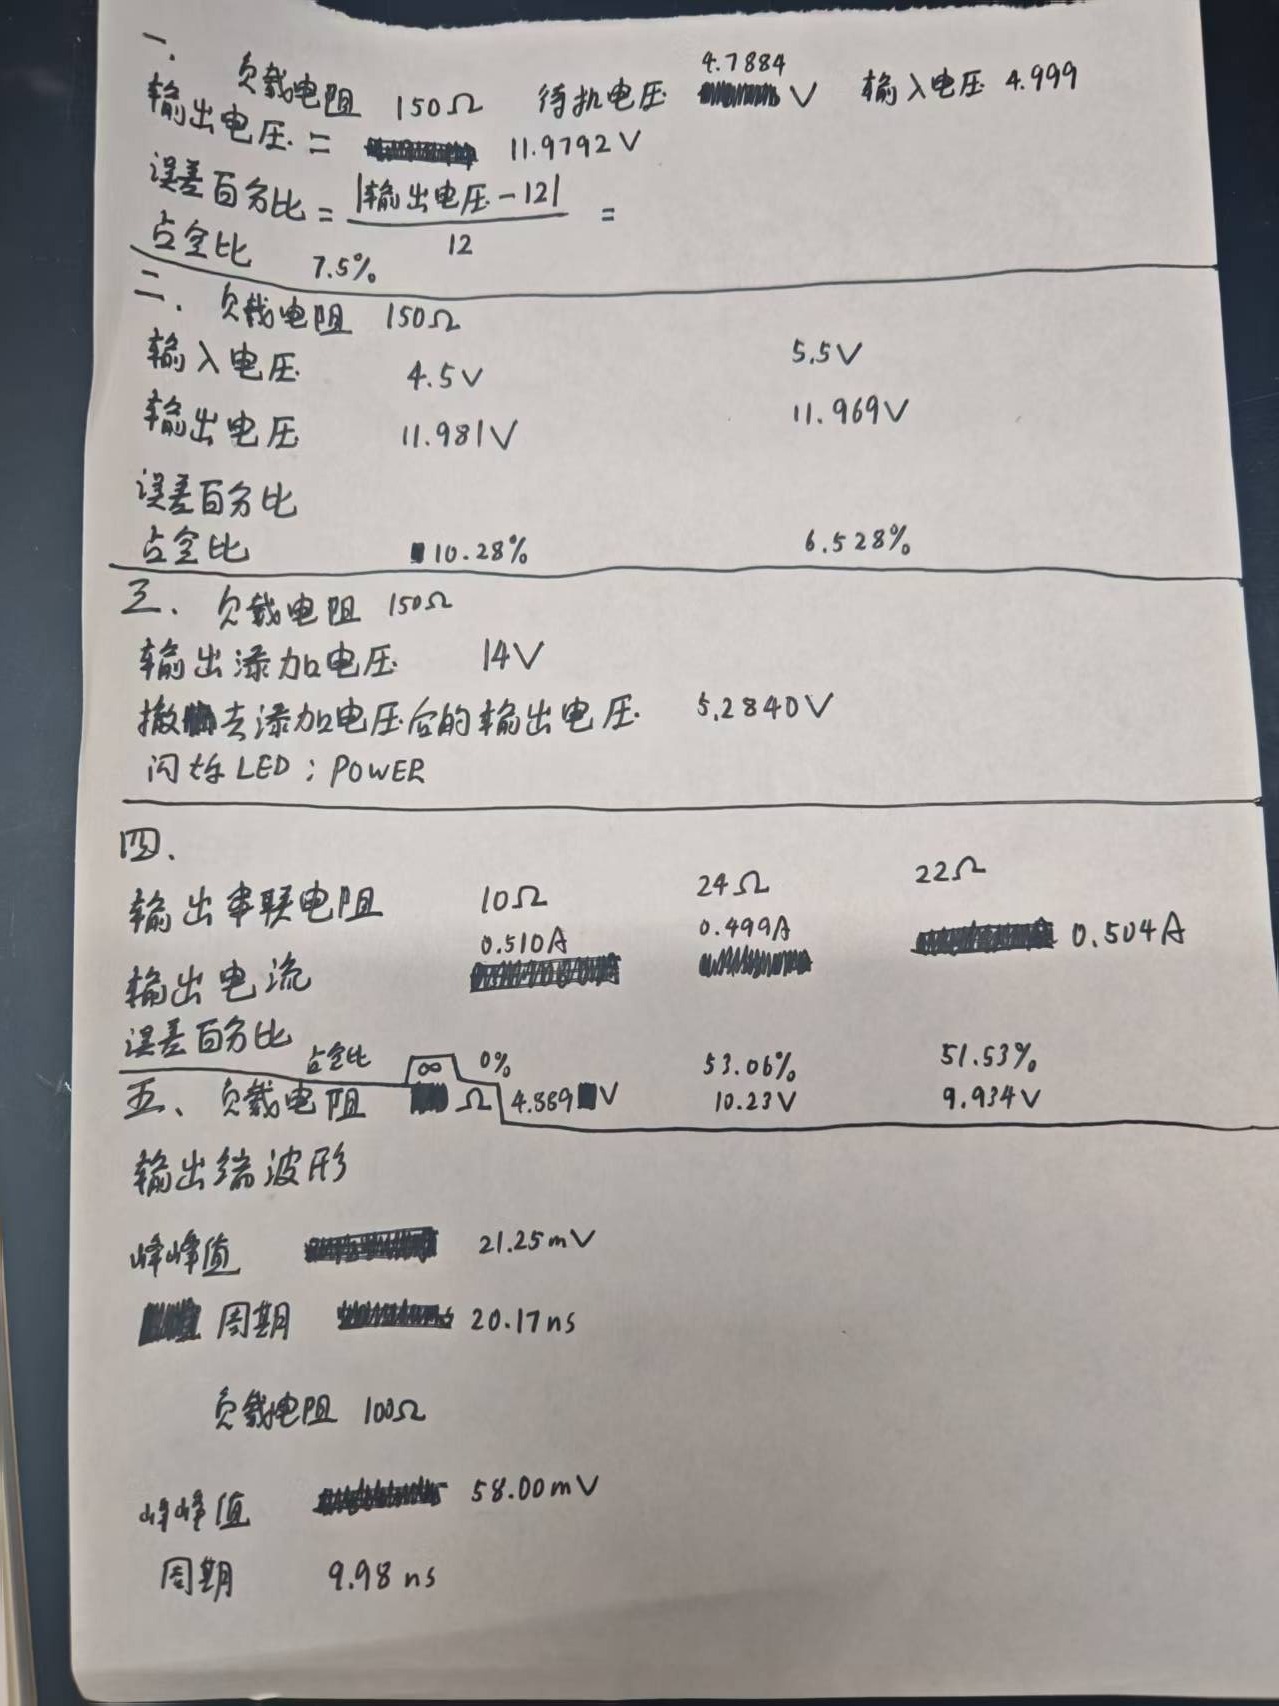 一.
负载电阻 150Ω 待机电压 4.7884 V 输入电压 4.999
输出电压 = 11.9792V
误差百分比 = |输出电压-12| / 12 =
占空比 7.5%
二. 负载电阻 150Ω
输入电压 4.5V 5.5V
输出电压 11.981V 11.969V
误差百分比
占空比 10.28% 6.528%
三、负载电阻 150Ω
输出添加电压 14V
撤去添加电压后的输出电压 5.2840V
闪烁LED:POWER
四.
输出串联电阻 10Ω 24Ω 22Ω
输出电流 0.510A 0.499A 0.504A
误差百分比
占空比 0% 53.06% 51.53%
4.889V 10.23V 9.934V
五、负载电阻 ∞ Ω
输出端波形
峰峰值 21.25mV
周期 20.17ns
负载电阻 100Ω
峰峰值 58.00mV
周期 9.98ns